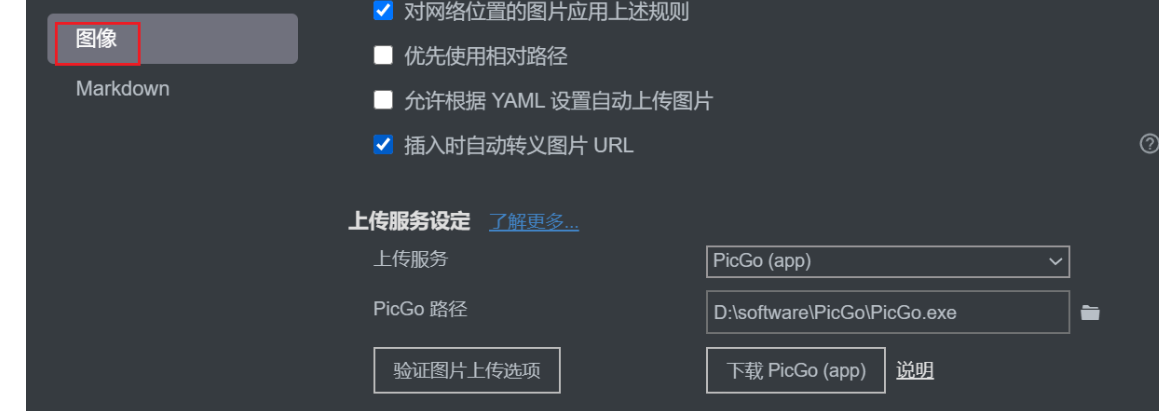 对网络位置的图片应用上述规则
图像
优先使用相对路径
Markdown
允许根据 YAML 设置自动上传图片
插入时自动转义图片 URL
上传服务设定 了解更多...
上传服务 PicGo (app)
PicGo 路径 D:\software\PicGo\PicGo.exe
验证图片上传选项 下载 PicGo (app) 说明